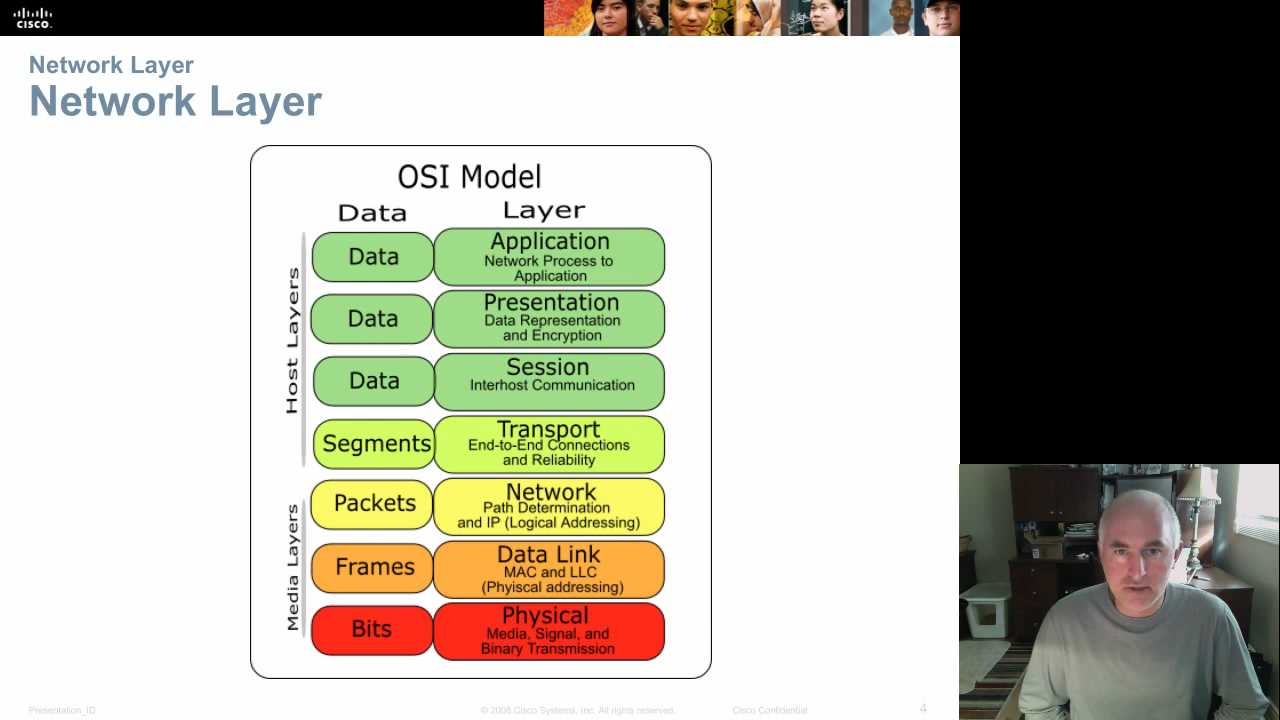 CISCO.
Network Layer
Network Layer
OSI Model
Data Layer
Host Layers
Data Application
Network Process to
Application
Data Presentation
Data Representation
and Encryption
Data Session
Interhost Communication
Segments Transport
End-to-End Connections
and Reliability
Media Layers
Packets Network
Path Determination
and IP (Logical Addressing)
Frames Data Link
MAC and LLC
(Phyiscal addressing)
Bits Physical
Media, Signal, and
Binary Transmission
Presentation_ID © 2008 Cisco Systems, Inc. All rights reserved. Cisco Confidential 4